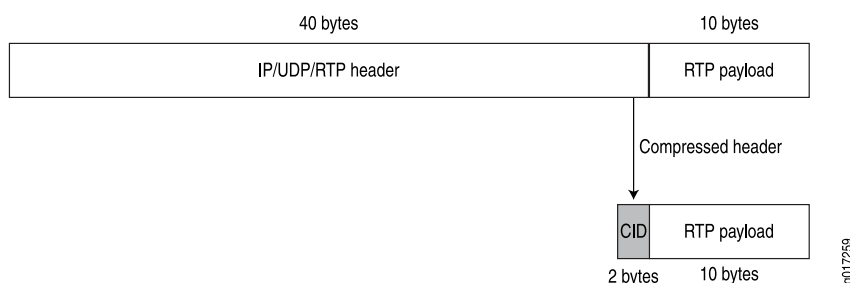 40 bytes
10 bytes
IP/UDP/RTP header
RTP payload
Compressed header
CID
RTP payload
2 bytes
10 bytes
g017259